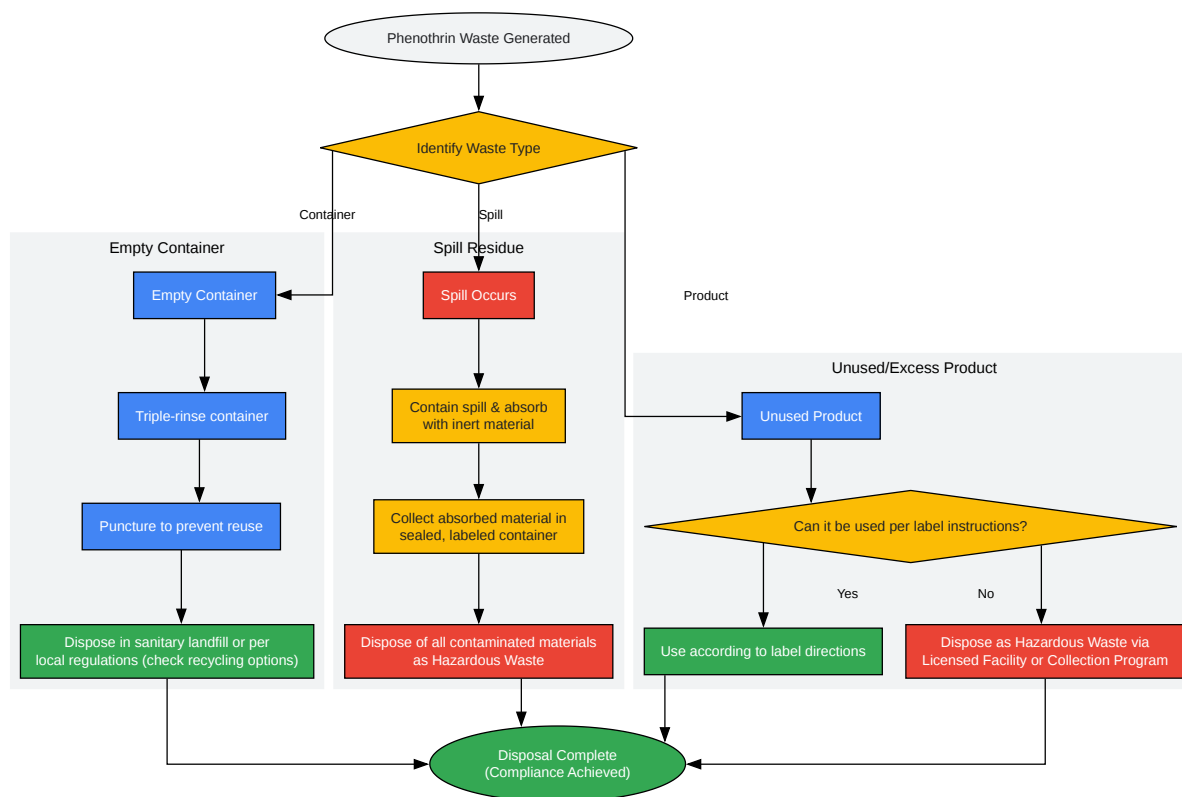 Phenothrin Waste Generated
Identify Waste Type
Container
Spill
Product
Empty Container
Empty Container
Triple-rinse container
Puncture to prevent reuse
Dispose in sanitary landfill or per
local regulations (check recycling options)
Spill Residue
Spill Occurs
Contain spill & absorb
with inert material
Collect absorbed material in
sealed, labeled container
Dispose of all contaminated materials
as Hazardous Waste
Unused/Excess Product
Unused Product
Can it be used per label instructions?
Yes
No
Use according to label directions
Dispose as Hazardous Waste via
Licensed Facility or Collection Program
Disposal Complete
(Compliance Achieved)